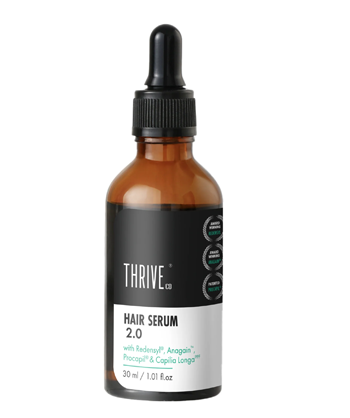 THRIVE® CO
HAIR SERUM
2.0
with Redensyl®, Anagain™,
Procapil® & Capilia Longa™
30 ml / 1.01 fl.oz